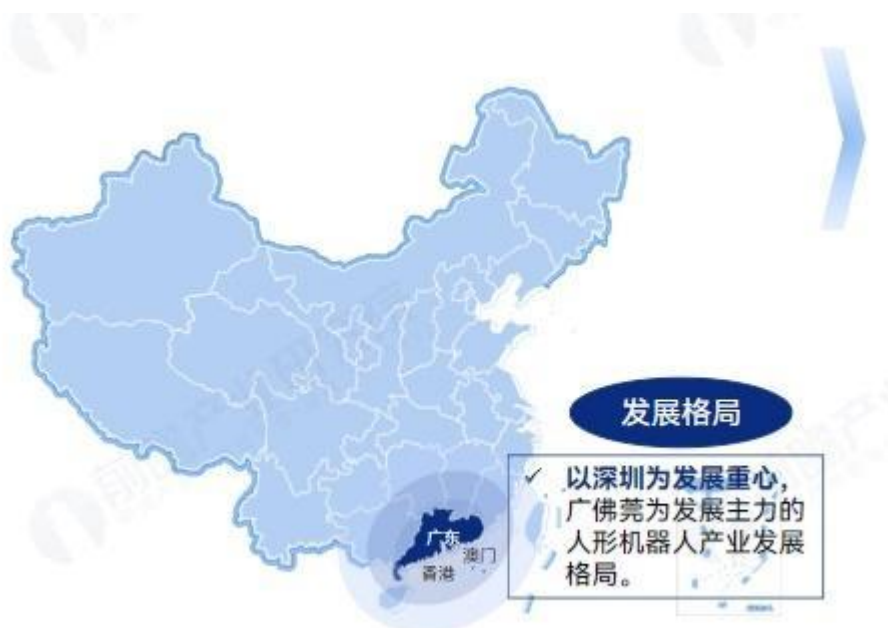 发展格局
✓ 以深圳为发展重心，
广佛莞为发展主力的
人形机器人产业发展
格局。
广东
澳门
香港